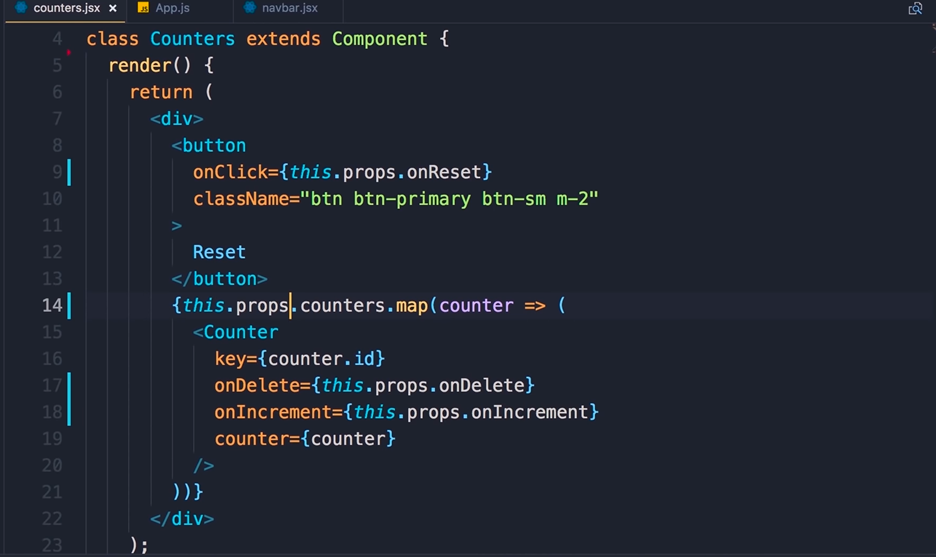 counters.jsx × JS App.js navbar.jsx
4 class Counters extends Component {
5 render() {
6 return (
7 <div>
8 <button
9 onClick={this.props.onReset}
10 className="btn btn-primary btn-sm m-2"
11 >
12 Reset
13 </button>
14 {this.props.counters.map(counter => (
15 <Counter
16 key={counter.id}
17 onDelete={this.props.onDelete}
18 onIncrement={this.props.onIncrement}
19 counter={counter}
20 />
21 ))}
22 </div>
23 );